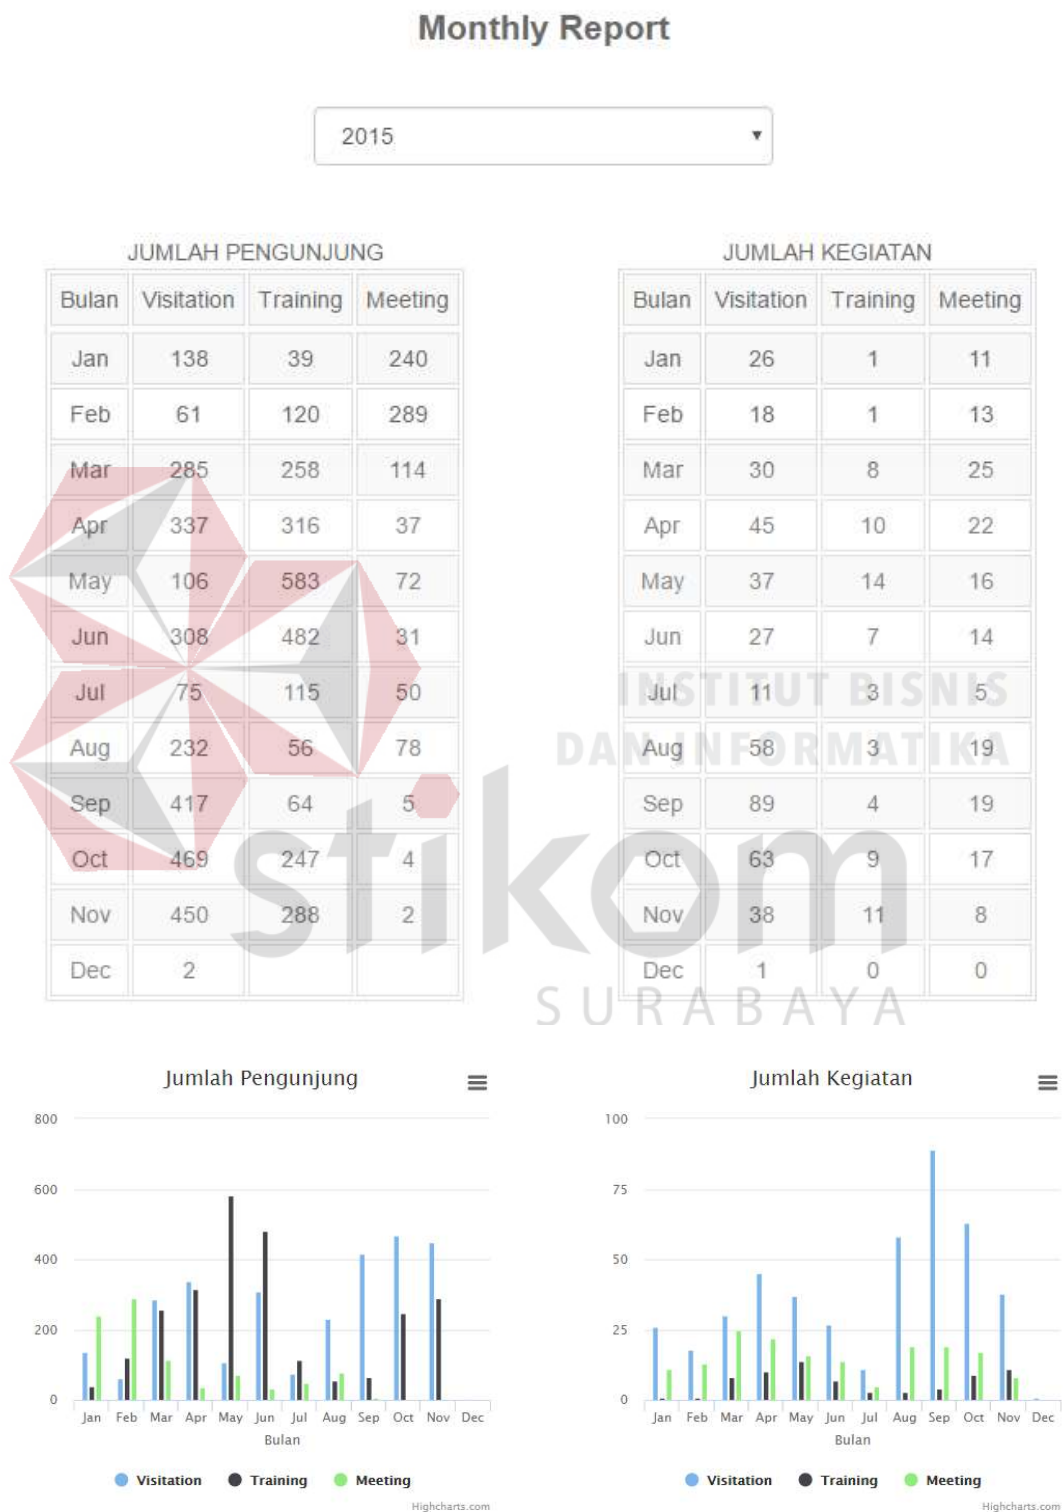 Monthly Report
2015
JUMLAH PENGUNJUNG
Bulan Visitation Training Meeting
Jan 138 39 240
Feb 61 120 289
Mar 285 258 114
Apr 337 316 37
May 106 583 72
Jun 308 482 31
Jul 75 115 50
Aug 232 56 78
Sep 417 64 5
Oct 469 247 4
Nov 450 288 2
Dec 2
JUMLAH KEGIATAN
Bulan Visitation Training Meeting
Jan 26 1 11
Feb 18 1 13
Mar 30 8 25
Apr 45 10 22
May 37 14 16
Jun 27 7 14
Jul 11 3 5
Aug 58 3 19
Sep 89 4 19
Oct 63 9 17
Nov 38 11 8
Dec 1 0 0
INSTITUT BISNIS
DAN INFORMATIKA
stikom
SURABAYA
Jumlah Pengunjung
800
600
400
200
0
Jan Feb Mar Apr May Jun Jul Aug Sep Oct Nov Dec
Bulan
Visitation Training Meeting
Highcharts.com
Jumlah Kegiatan
100
75
50
25
0
Jan Feb Mar Apr May Jun Jul Aug Sep Oct Nov Dec
Bulan
Visitation Training Meeting
Highcharts.com